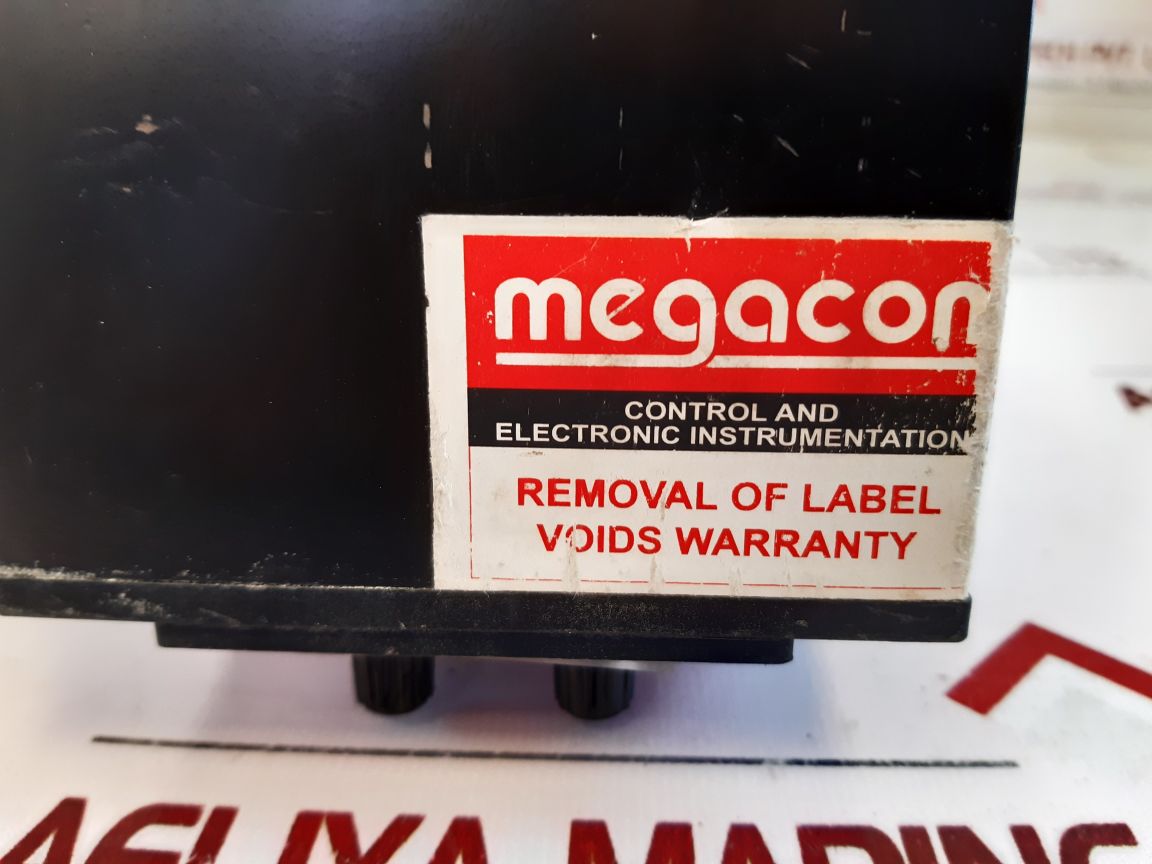 megacon
CONTROL AND
ELECTRONIC INSTRUMENTATION
REMOVAL OF LABEL
VOIDS WARRANTY